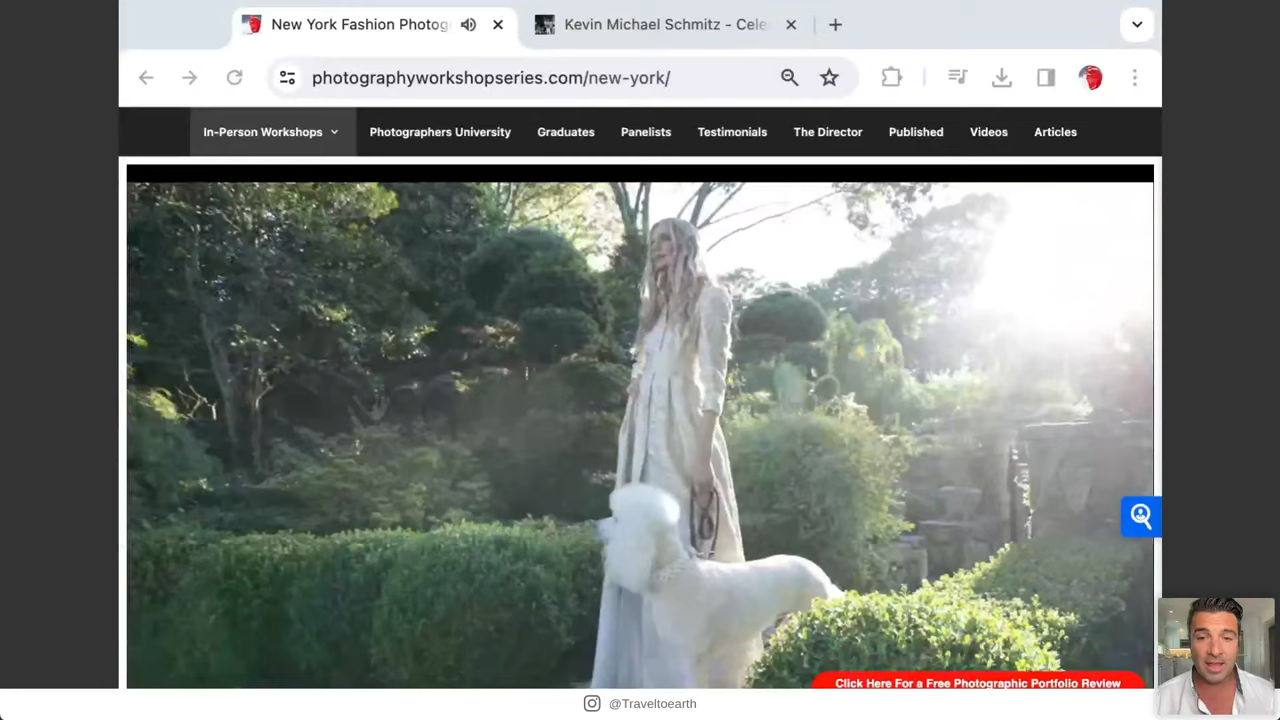 New York Fashion Photog
Kevin Michael Schmitz - Cele
photographyworkshopseries.com/new-york/
In-Person Workshops
Photographers University
Graduates
Panelists
Testimonials
The Director
Published
Videos
Articles
Click Here For a Free Photographic Portfolio Review
@Traveltoearth